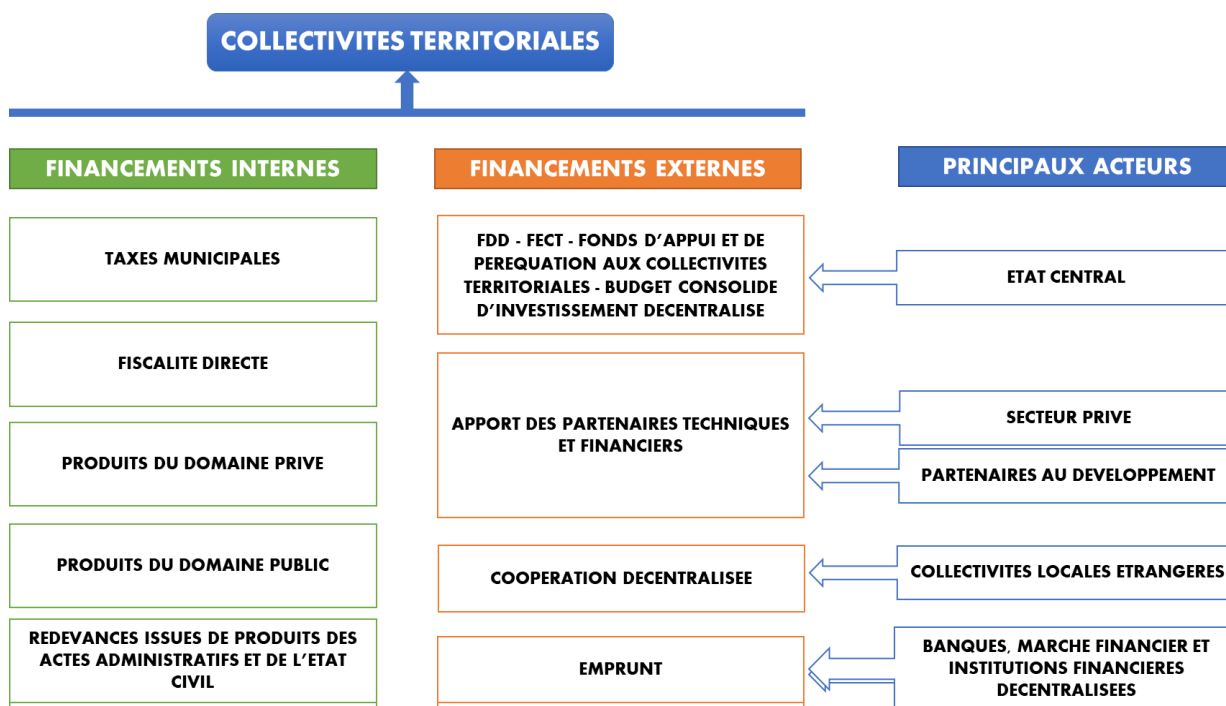 COLLECTIVITES TERRITORIALES
FINANCEMENTS INTERNES
TAXES MUNICIPALES
FISCALITE DIRECTE
PRODUITS DU DOMAINE PRIVE
PRODUITS DU DOMAINE PUBLIC
REDEVANCES ISSUES DE PRODUITS DES
ACTES ADMINISTRATIFS ET DE L'ETAT
CIVIL
FINANCEMENTS EXTERNES
FDD - FECT - FONDS D'APPUI ET DE
PEREQUATION AUX COLLECTIVITES
TERRITORIALES - BUDGET CONSOLIDE
D'INVESTISSEMENT DECENTRALISE
APPORT DES PARTENAIRES TECHNIQUES
ET FINANCIERS
COOPERATION DECENTRALISEE
EMPRUNT
PRINCIPAUX ACTEURS
ETAT CENTRAL
SECTEUR PRIVE
PARTENAIRES AU DEVELOPPEMENT
COLLECTIVITES LOCALES ETRANGERES
BANQUES, MARCHE FINANCIER ET
INSTITUTIONS FINANCIERES
DECENTRALISEES